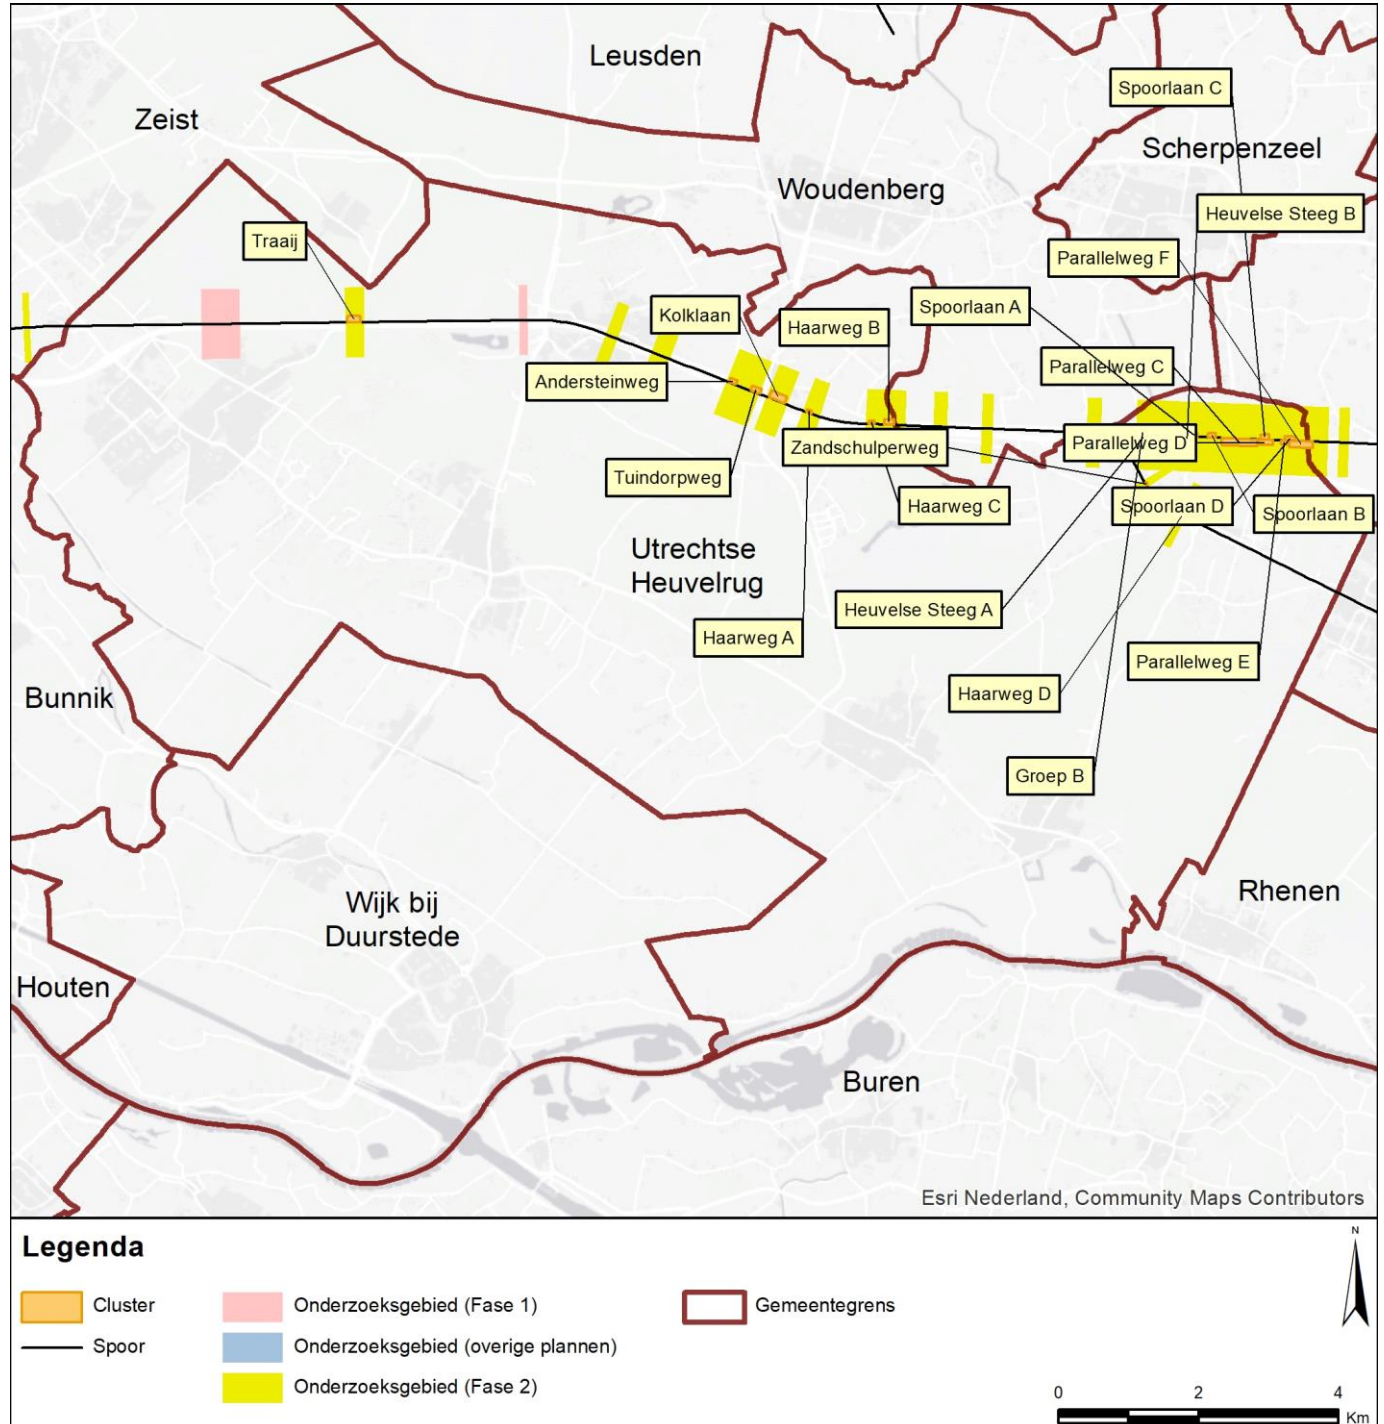 Leusden
Spoorlaan C
Zeist
Scherpenzeel
Woudenberg
Heuvelse Steeg B
Traaij
Parallelweg F
Spoorlaan A
Kolklaan
Haarweg B
Parallelweg C
Andersteinweg
Zandschulperweg
Parallelweg D
Tuindorpweg
Haarweg C
Spoorlaan D
Spoorlaan B
Utrechtse
Heuvelrug
Heuvelse Steeg A
Haarweg A
Parallelweg E
Haarweg D
Bunnik
Groep B
Wijk bij
Duurstede
Rhenen
Houten
Buren
Esri Nederland, Community Maps Contributors
Legenda
N
Cluster
Onderzoeksgebied (Fase 1)
Gemeentegrens
Spoor
Onderzoeksgebied (overige plannen)
Onderzoeksgebied (Fase 2)
0 2 4
Km